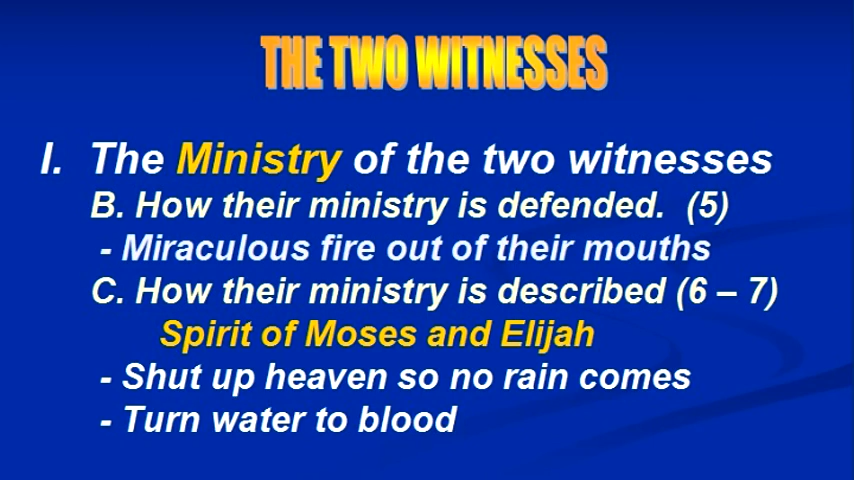 THE TWO WITNESSES
I. The Ministry of the two witnesses
B. How their ministry is defended. (5)
- Miraculous fire out of their mouths
C. How their ministry is described (6 – 7)
Spirit of Moses and Elijah
- Shut up heaven so no rain comes
- Turn water to blood